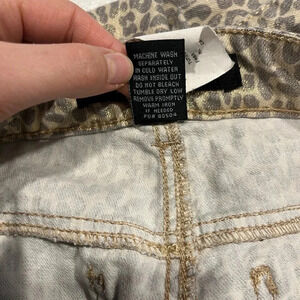 MACHINE WASH
SEPARATELY
IN COLD WATER
WASH INSIDE OUT
DO NOT BLEACH
TUMBLE DRY LOW
REMOVE PROMPTLY
WARM IRON
IF NEEDED